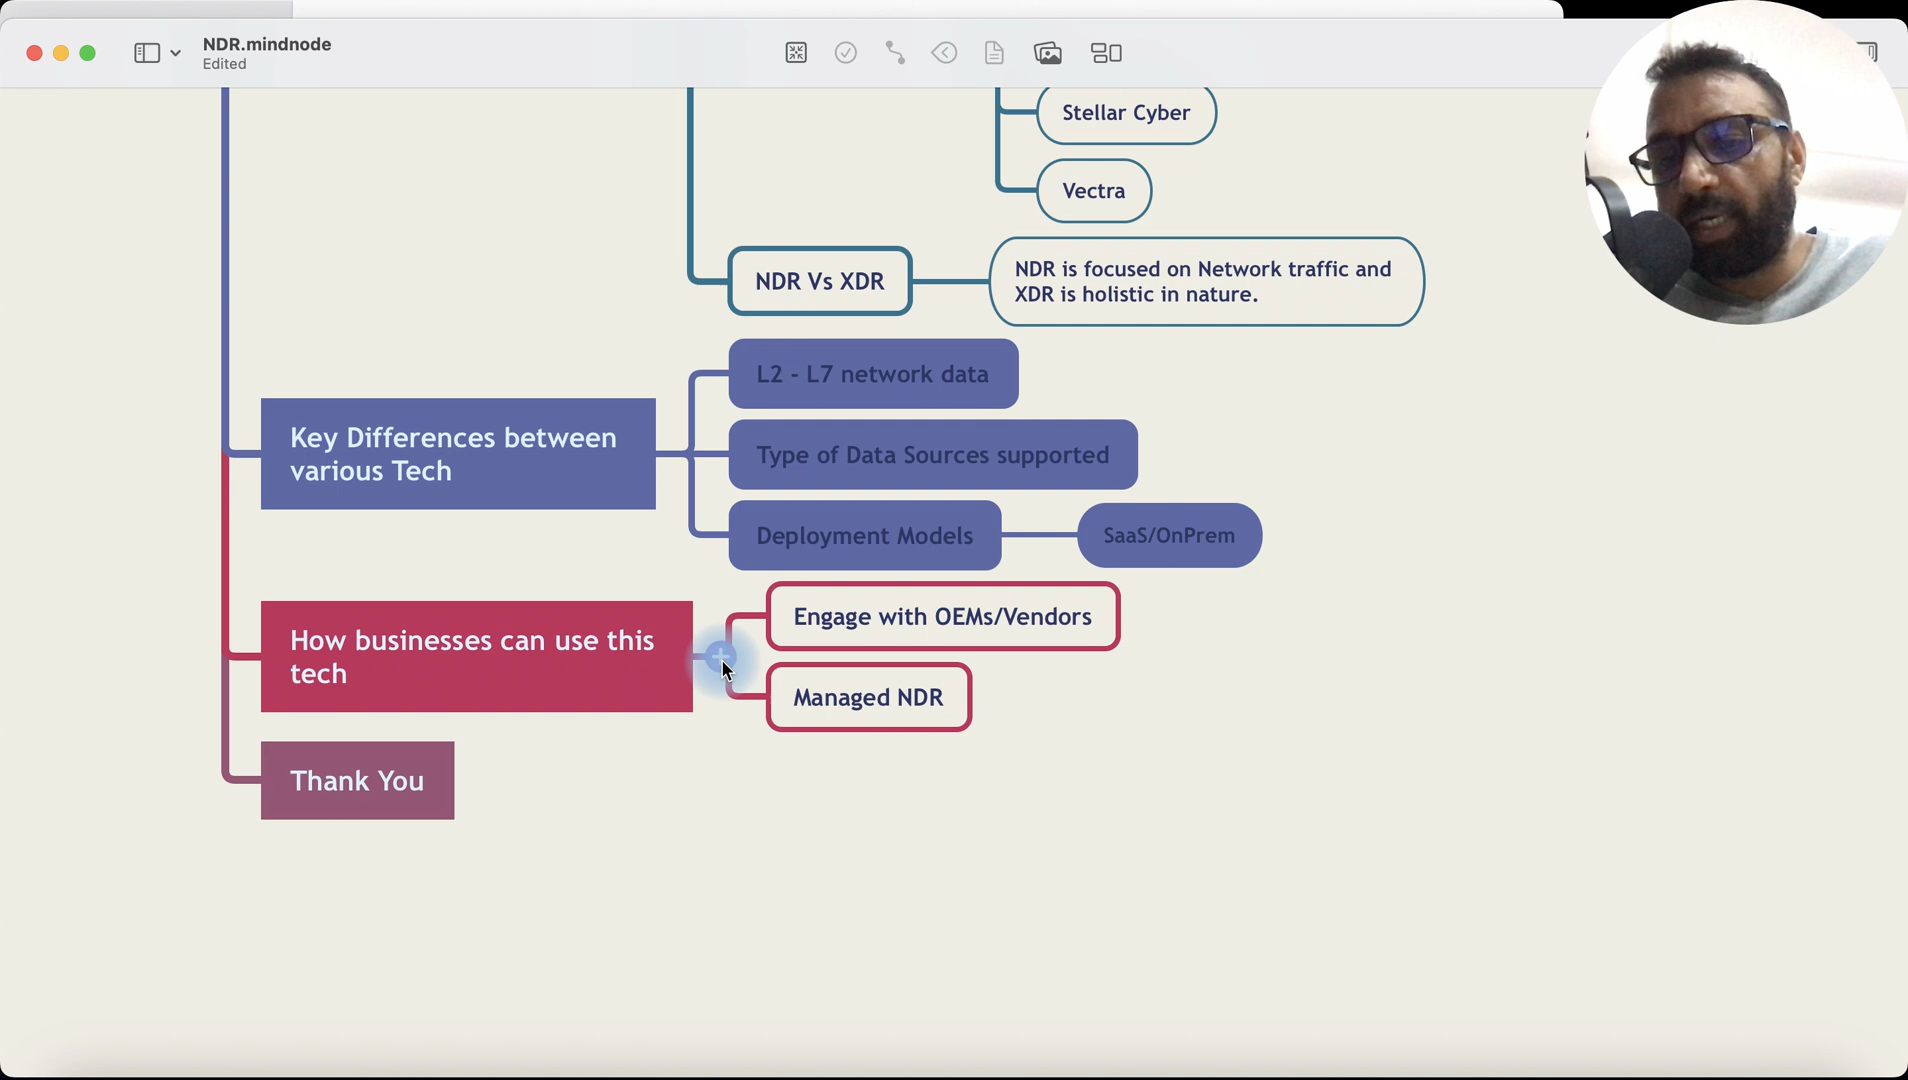 NDR.mindnode
Edited
Stellar Cyber
Vectra
NDR Vs XDR
NDR is focused on Network traffic and
XDR is holistic in nature.
Key Differences between
various Tech
L2 - L7 network data
Type of Data Sources supported
Deployment Models
SaaS/OnPrem
How businesses can use this
tech
Engage with OEMs/Vendors
Managed NDR
Thank You